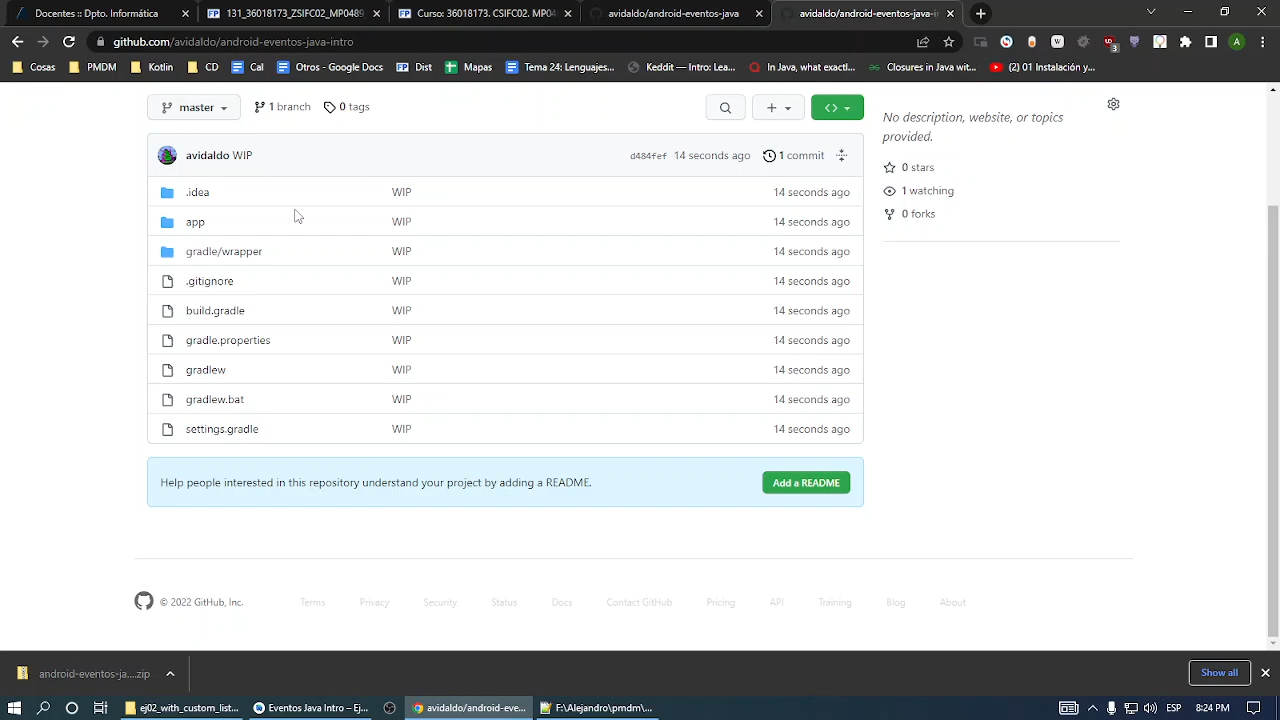 Docentes :: Dpto. Informática
131_36018173_ZSIFC02_MP0489
Curso: 36018173. CSIFC02. MP04
avidaldo/android-eventos-java
avidaldo/android-eventos-java-i
github.com/avidaldo/android-eventos-java-intro
3
A
Cosas PMDM Kotlin CD Cal Otros - Google Docs FP Dist Mapas Tema 24: Lenguajes... Keddit — Intro: Lea... In Java, what exactl... Closures in Java wit... (2) 01 Instalación y...
master 1 branch 0 tags
No description, website, or topics
provided.
avidaldo WIP d484fef 14 seconds ago 1 commit
0 stars
1 watching
0 forks
.idea WIP 14 seconds ago
app WIP 14 seconds ago
gradle/wrapper WIP 14 seconds ago
.gitignore WIP 14 seconds ago
build.gradle WIP 14 seconds ago
gradle.properties WIP 14 seconds ago
gradlew WIP 14 seconds ago
gradlew.bat WIP 14 seconds ago
settings.gradle WIP 14 seconds ago
Help people interested in this repository understand your project by adding a README. Add a README
© 2022 GitHub, Inc. Terms Privacy Security Status Docs Contact GitHub Pricing API Training Blog About
android-eventos-ja....zip Show all
ej02_with_custom_list... Eventos Java Intro – Ej... avidaldo/android-eve... F:\Alejandro\pmdm\... ESP 8:24 PM